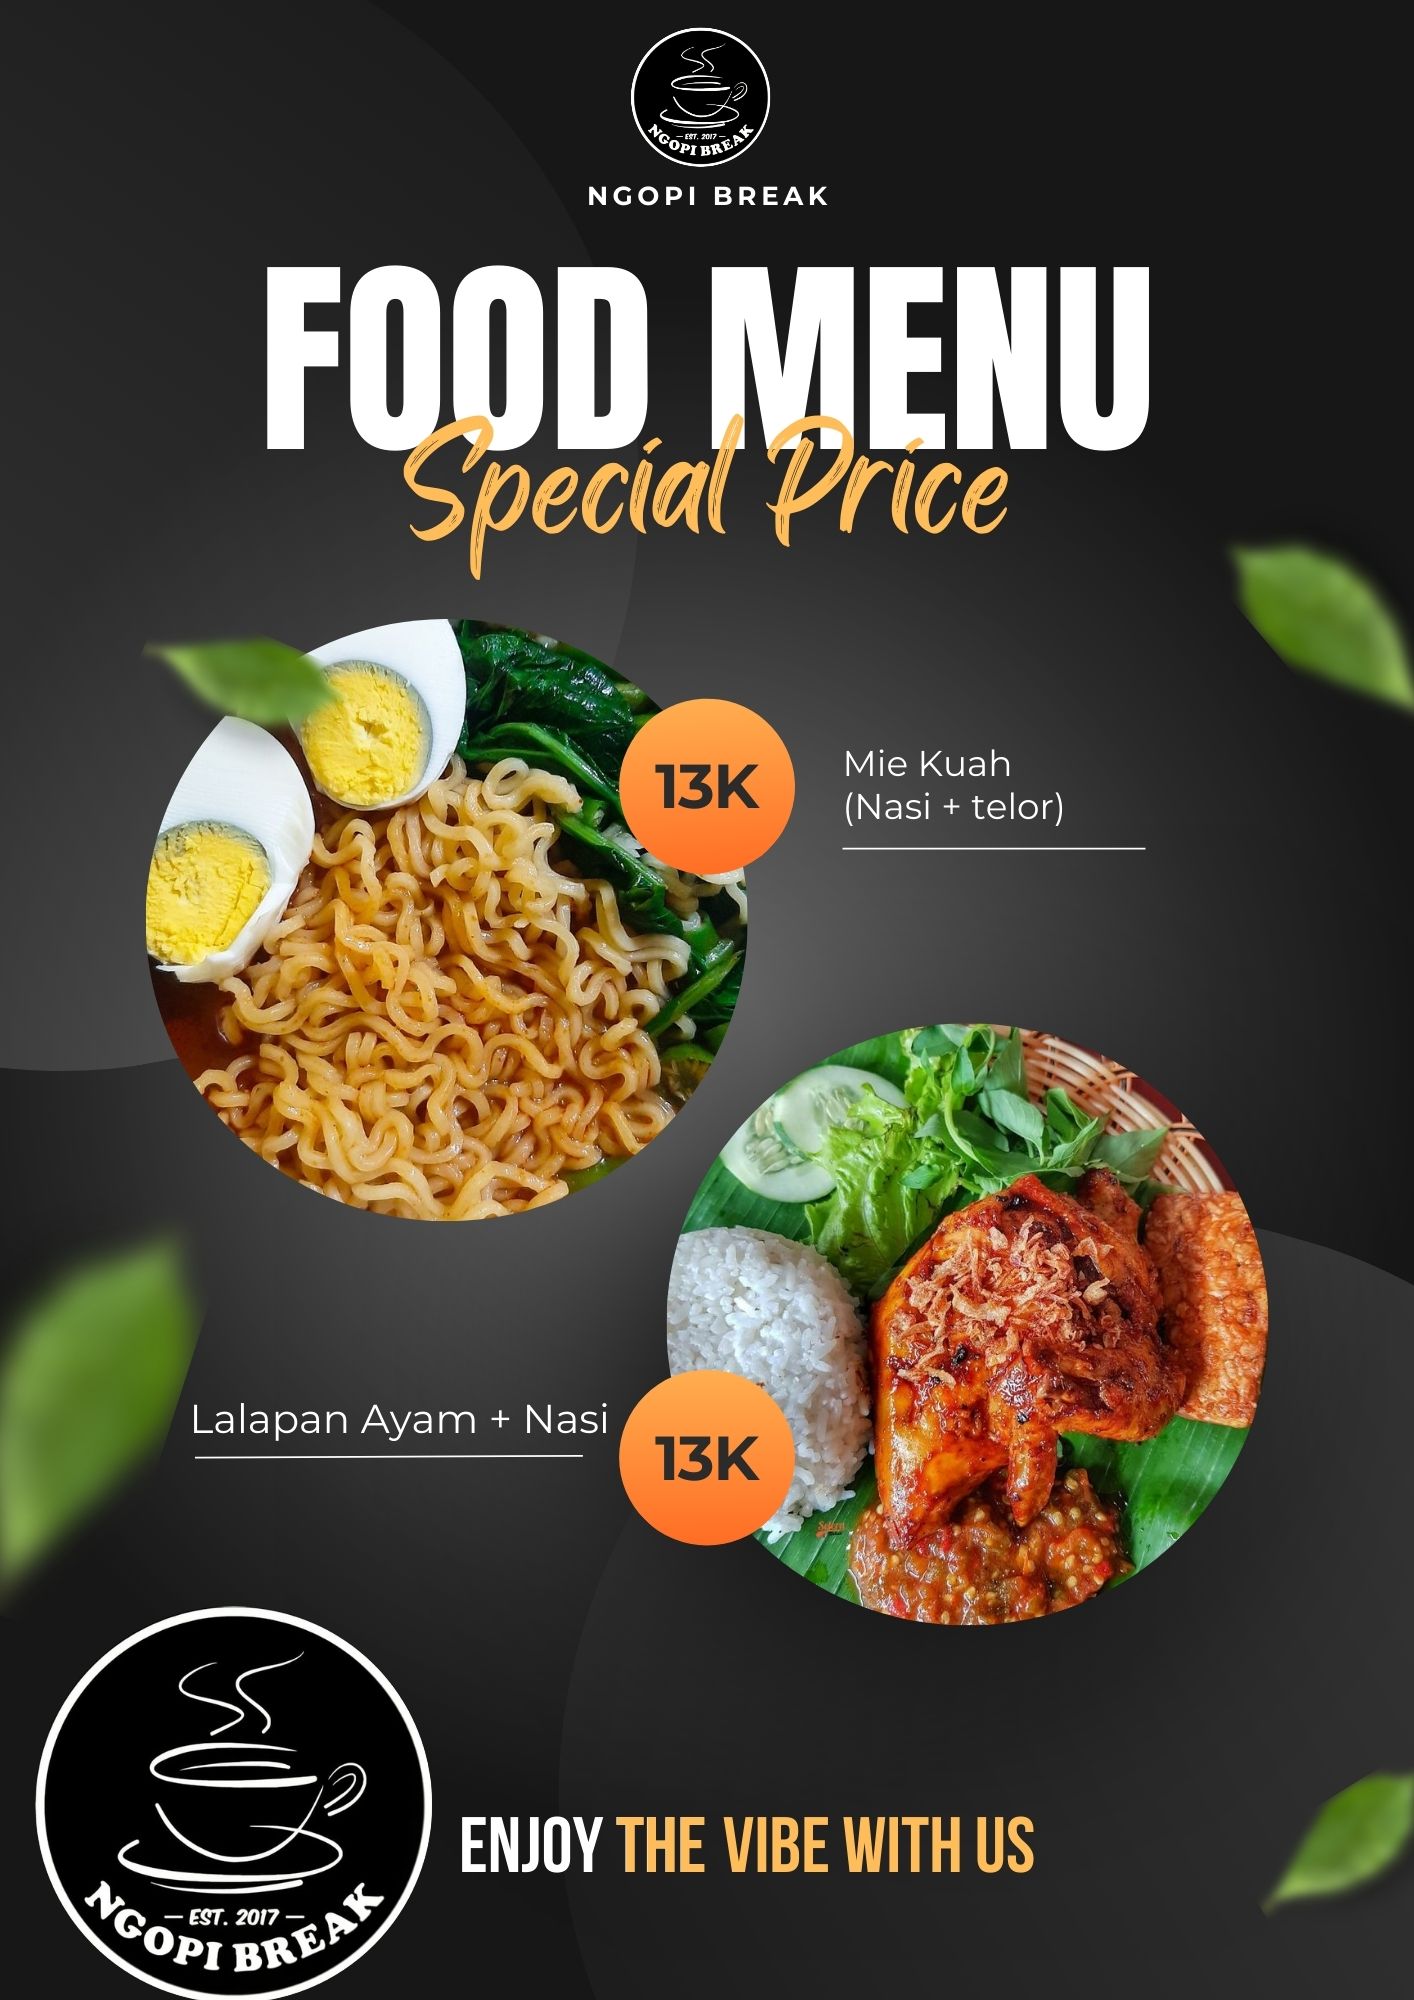 EST. 2017
NGOPI BREAK
NGOPI BREAK
FOOD MENU
Special Price
13K
Mie Kuah
(Nasi + telor)
Lalapan Ayam + Nasi
13K
EST. 2017
NGOPI BREAK
ENJOY THE VIBE WITH US